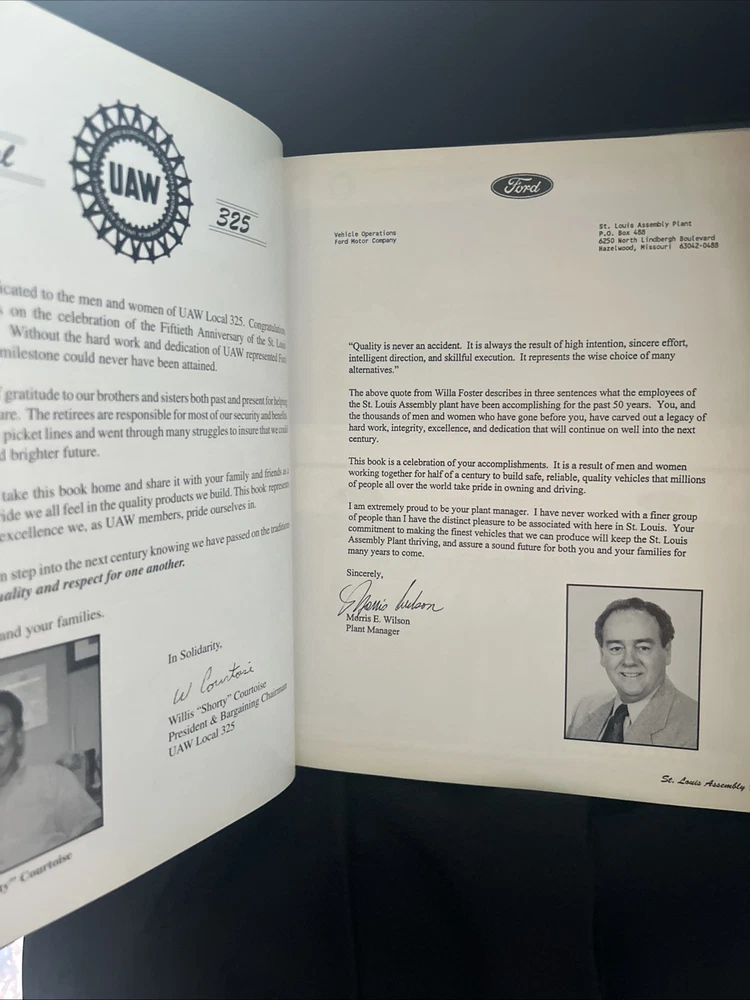 UAW
325
icated to the men and women of UAW Local 325. Congratulations
on the celebration of the Fiftieth Anniversary of the St. Louis
Without the hard work and dedication of UAW represented
milestone could never have been attained.
gratitude to our brothers and sisters both past and present for helping
ure. The retirees are responsible for most of our security and benefits
picket lines and went through many struggles to insure that we could
d brighter future.
take this book home and share it with your family and friends
ide we all feel in the quality products we build. This book represents
excellence we, as UAW members, pride ourselves in.
n step into the next century knowing we have passed on the tradition
uality and respect for one another.
and your families.
In Solidarity,
W Courtoise
Willis "Shorty" Courtoise
President & Bargaining Chairman
UAW Local 325
ty" Courtoise
Ford
Vehicle Operations
Ford Motor Company
St. Louis Assembly Plant
P.O. Box 488
6250 North Lindbergh Boulevard
Hazelwood, Missouri 63042-0488
“Quality is never an accident. It is always the result of high intention, sincere effort,
intelligent direction, and skillful execution. It represents the wise choice of many
alternatives.”
The above quote from Willa Foster describes in three sentences what the employees of
the St. Louis Assembly plant have been accomplishing for the past 50 years. You, and
the thousands of men and women who have gone before you, have carved out a legacy of
hard work, integrity, excellence, and dedication that will continue on well into the next
century.
This book is a celebration of your accomplishments. It is a result of men and women
working together for half of a century to build safe, reliable, quality vehicles that millions
of people all over the world take pride in owning and driving.
I am extremely proud to be your plant manager. I have never worked with a finer group
of people than I have the distinct pleasure to be associated with here in St. Louis. Your
commitment to making the finest vehicles that we can produce will keep the St. Louis
Assembly Plant thriving, and assure a sound future for both you and your families for
many years to come.
Sincerely,
Morris Wilson
Morris E. Wilson
Plant Manager
St. Louis Assembly